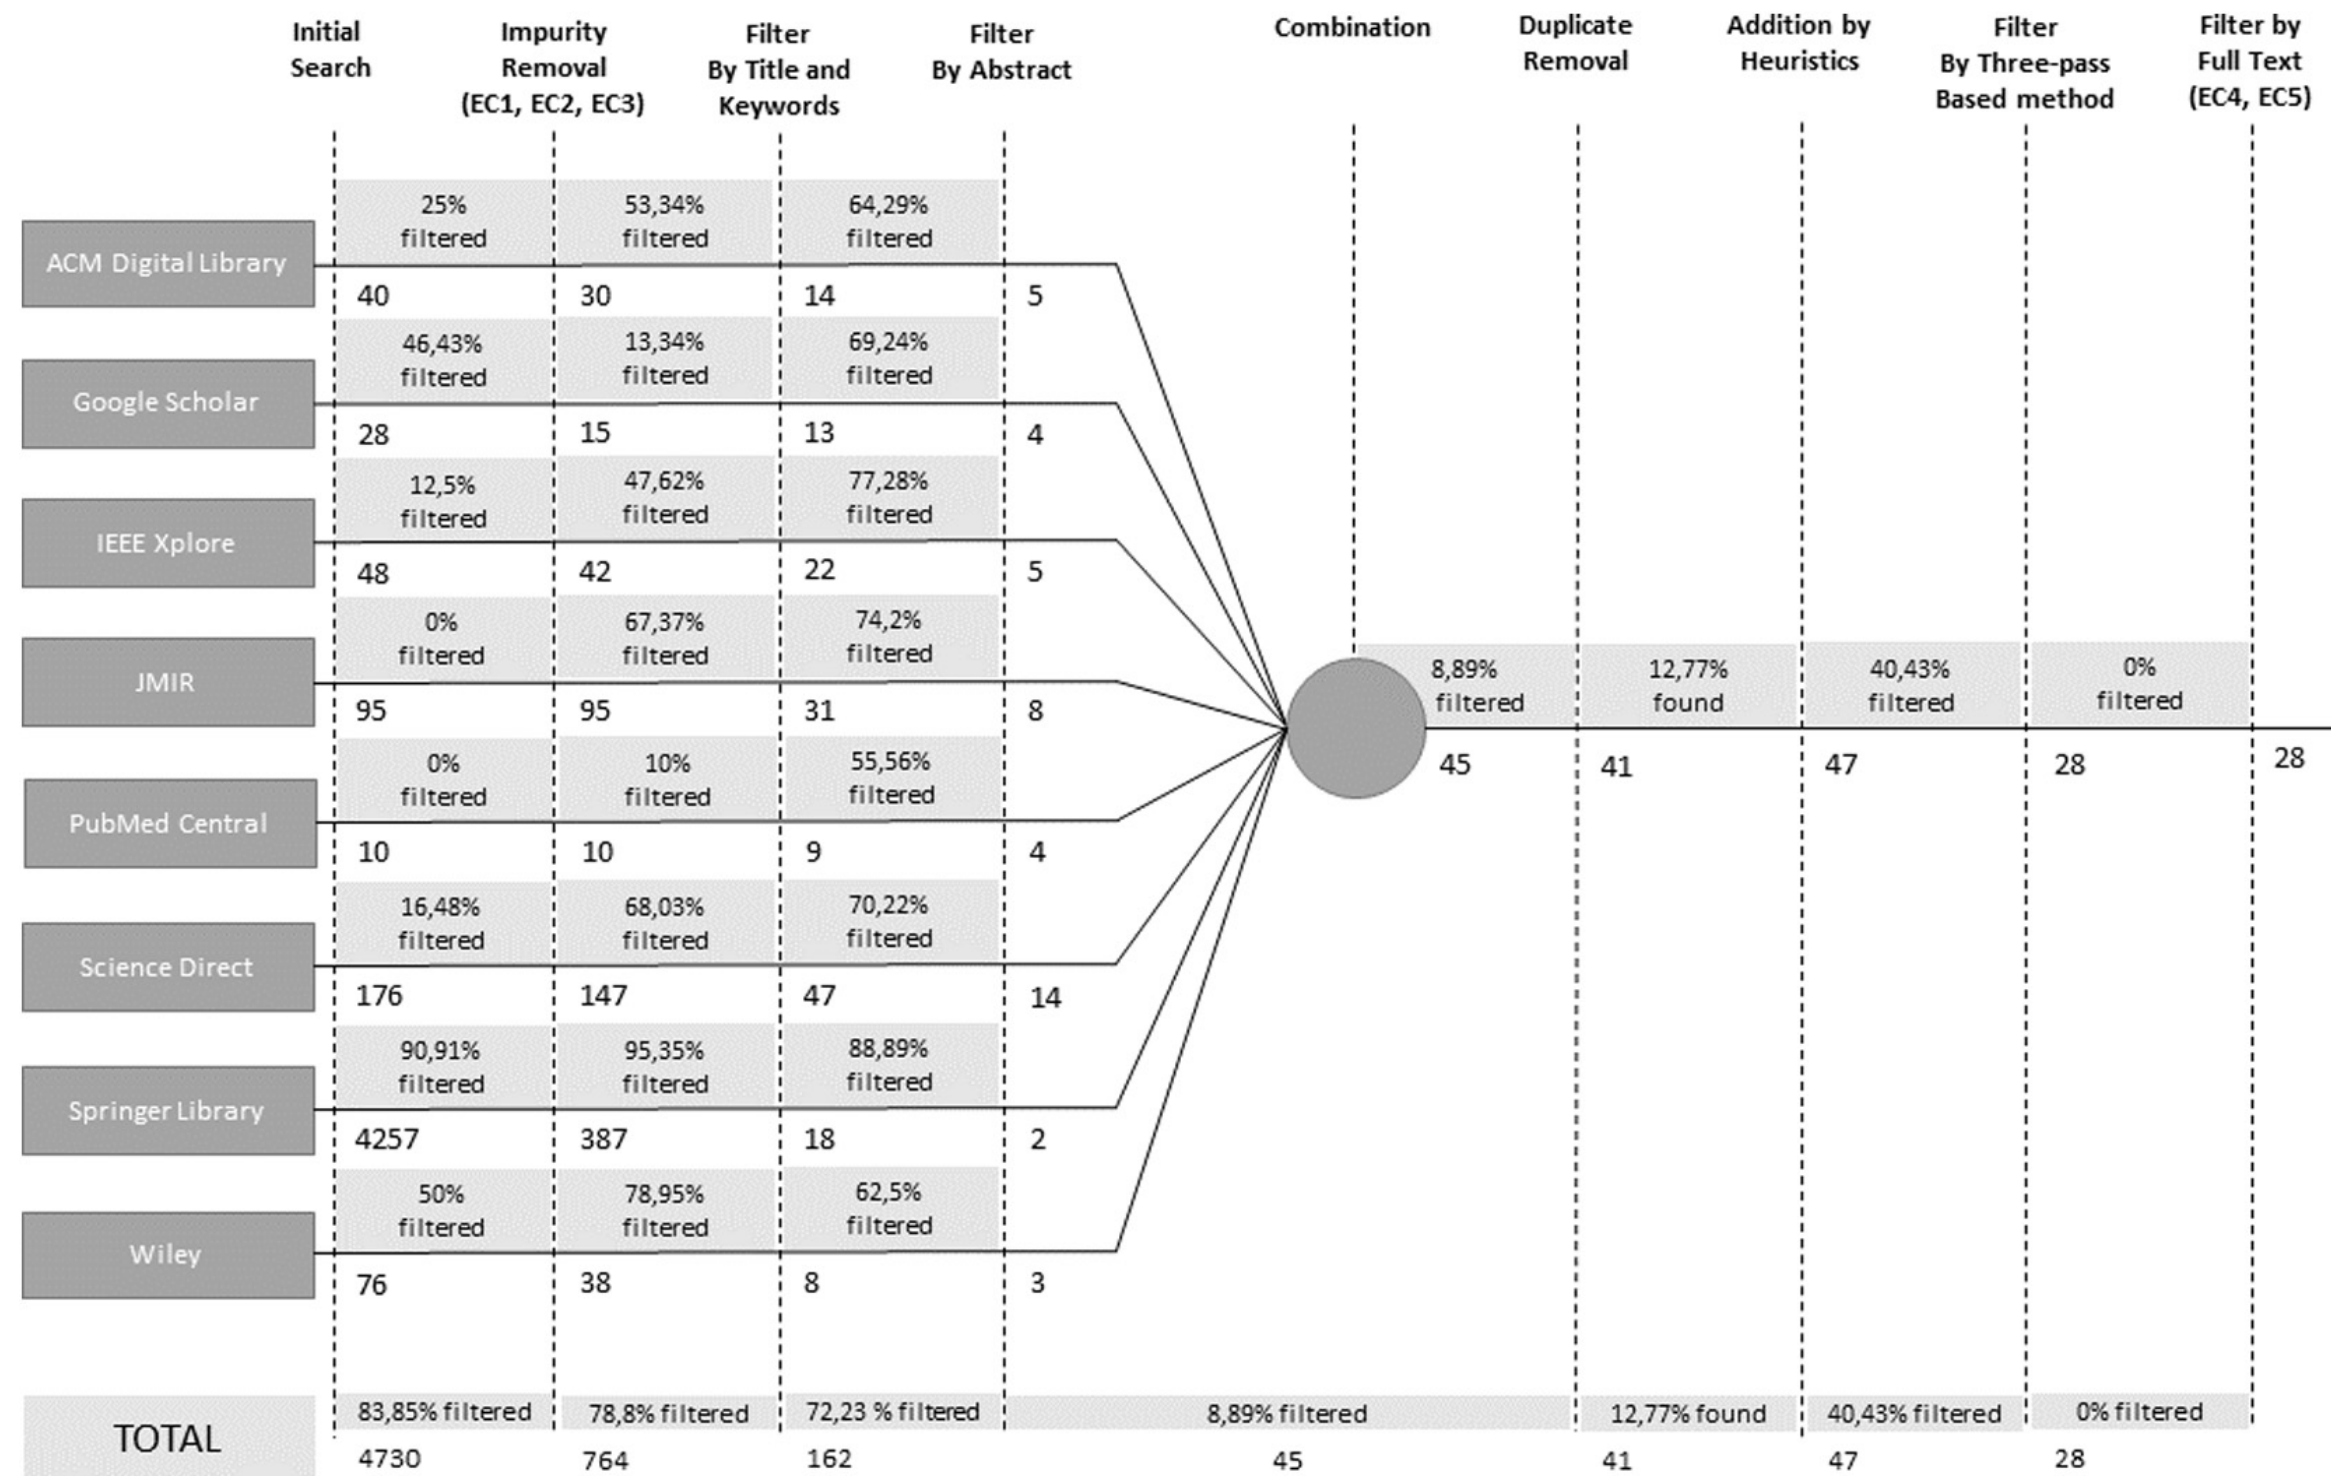 Initial
Search
Impurity
Removal
(EC1, EC2, EC3)
Filter
By Title and
Keywords
Filter
By Abstract
Combination
Duplicate
Removal
Addition by
Heuristics
Filter
By Three-pass
Based method
Filter by
Full Text
(EC4, EC5)
ACM Digital Library
25%
filtered
53,34%
filtered
64,29%
filtered
40
30
14
5
Google Scholar
46,43%
filtered
13,34%
filtered
69,24%
filtered
28
15
13
4
IEEE Xplore
12,5%
filtered
47,62%
filtered
77,28%
filtered
48
42
22
5
JMIR
0%
filtered
67,37%
filtered
74,2%
filtered
95
95
31
8
PubMed Central
0%
filtered
10%
filtered
55,56%
filtered
10
10
9
4
Science Direct
16,48%
filtered
68,03%
filtered
70,22%
filtered
176
147
47
14
Springer Library
90,91%
filtered
95,35%
filtered
88,89%
filtered
4257
387
18
2
Wiley
50%
filtered
78,95%
filtered
62,5%
filtered
76
38
8
3
8,89%
filtered
12,77%
found
40,43%
filtered
0%
filtered
45
41
47
28
28
TOTAL
83,85% filtered
78,8% filtered
72,23 % filtered
8,89% filtered
12,77% found
40,43% filtered
0% filtered
4730
764
162
45
41
47
28